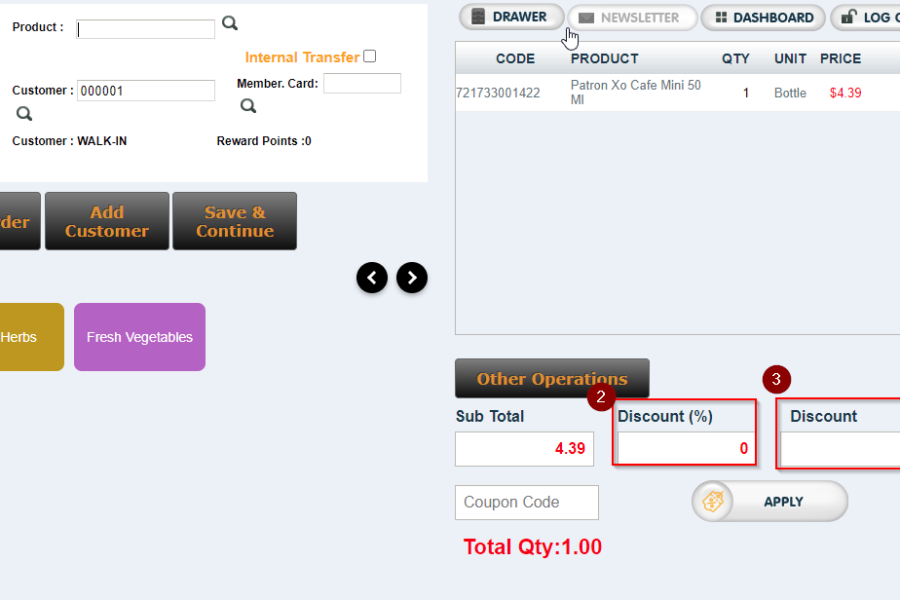 Product :
Internal Transfer
Customer : 000001
Member. Card:
Customer : WALK-IN
Reward Points :0
der
Add
Customer
Save &
Continue
Herbs
Fresh Vegetables
DRAWER
NEWSLETTER
DASHBOARD
LOG
CODE PRODUCT QTY UNIT PRICE
721733001422 Patron Xo Cafe Mini 50 1 Bottle $4.39
Ml
Other Operations
2
3
Sub Total
Discount (%)
Discount
4.39
0
Coupon Code
APPLY
Total Qty:1.00